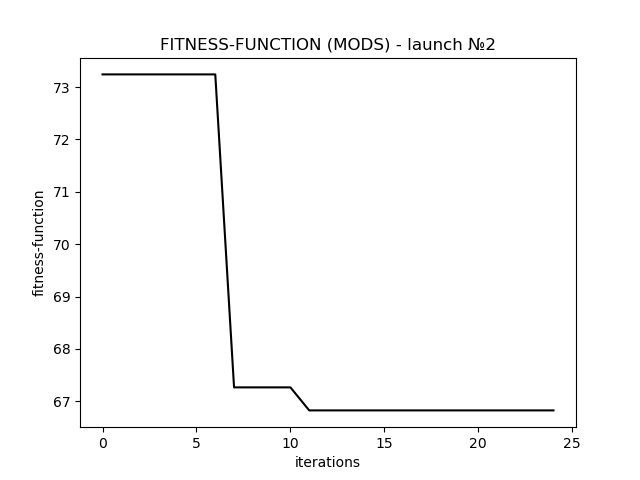 FITNESS-FUNCTION (MODS) - launch №2
73
72
71
70
69
68
67
fitness-function
0 5 10 15 20 25
iterations